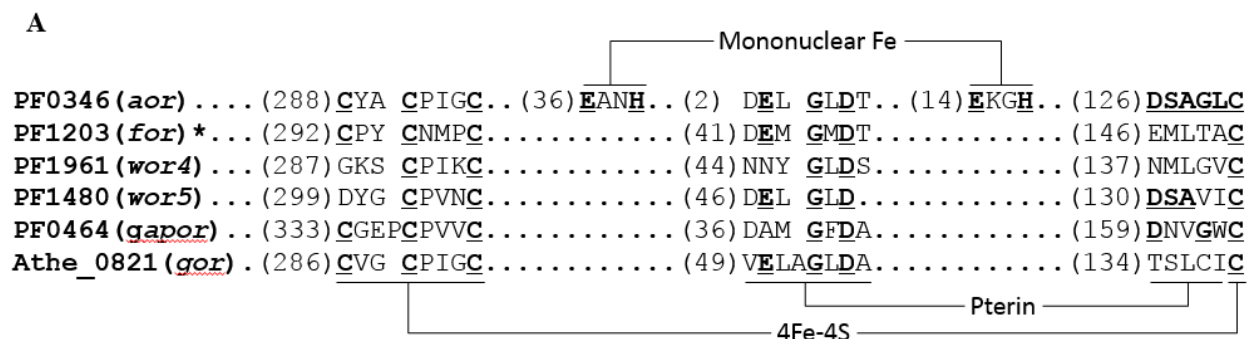 A
Mononuclear Fe
PF0346(aor)....(288)CYA CPIGC..(36)EANH..(2) DEL GLDT..(14)EKGH..(126)DSAGLC
PF1203(for)*...(292)CPY CNMPC............(41)DEM GMDT............(146)EMLTAC
PF1961(wor4)...(287)GKS CPIKC............(44)NNY GLDS............(137)NMLGVC
PF1480(wor5)...(299)DYG CPVNC............(46)DEL GLD.............(130)DSAVIC
PF0464(gapor)..(333)CGEPCPVVC............(36)DAM GFDA............(159)DNVGWC
Athe_0821(gor).(286)CVG CPIGC............(49)VELAGLDA............(134)TSLCIC
Pterin
4Fe-4S